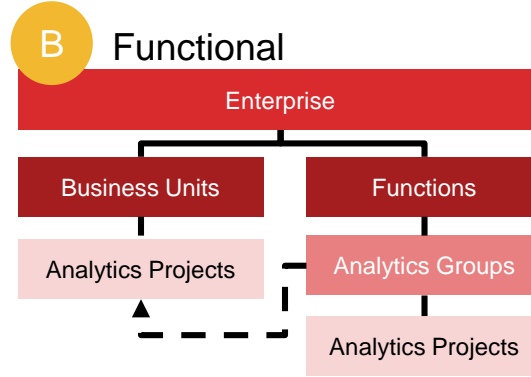 B
Functional
Enterprise
Business Units
Functions
Analytics Projects
Analytics Groups
Analytics Projects